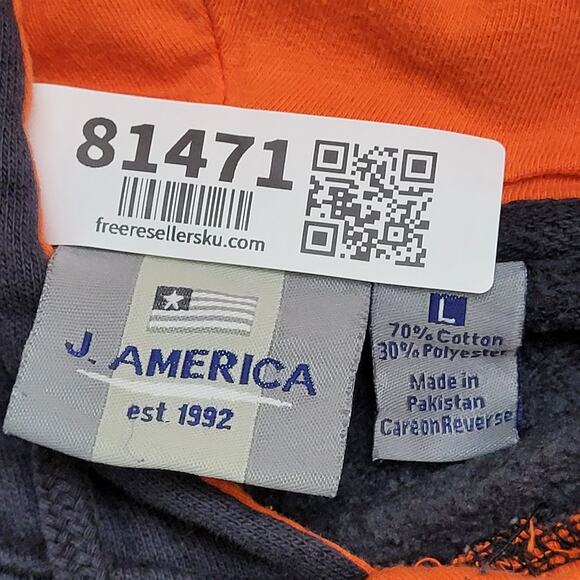 81471
freeresellersku.com
J. AMERICA
est. 1992
L
70% Cotton
30% Polyester
Made in
Pakistan
CareonReverse